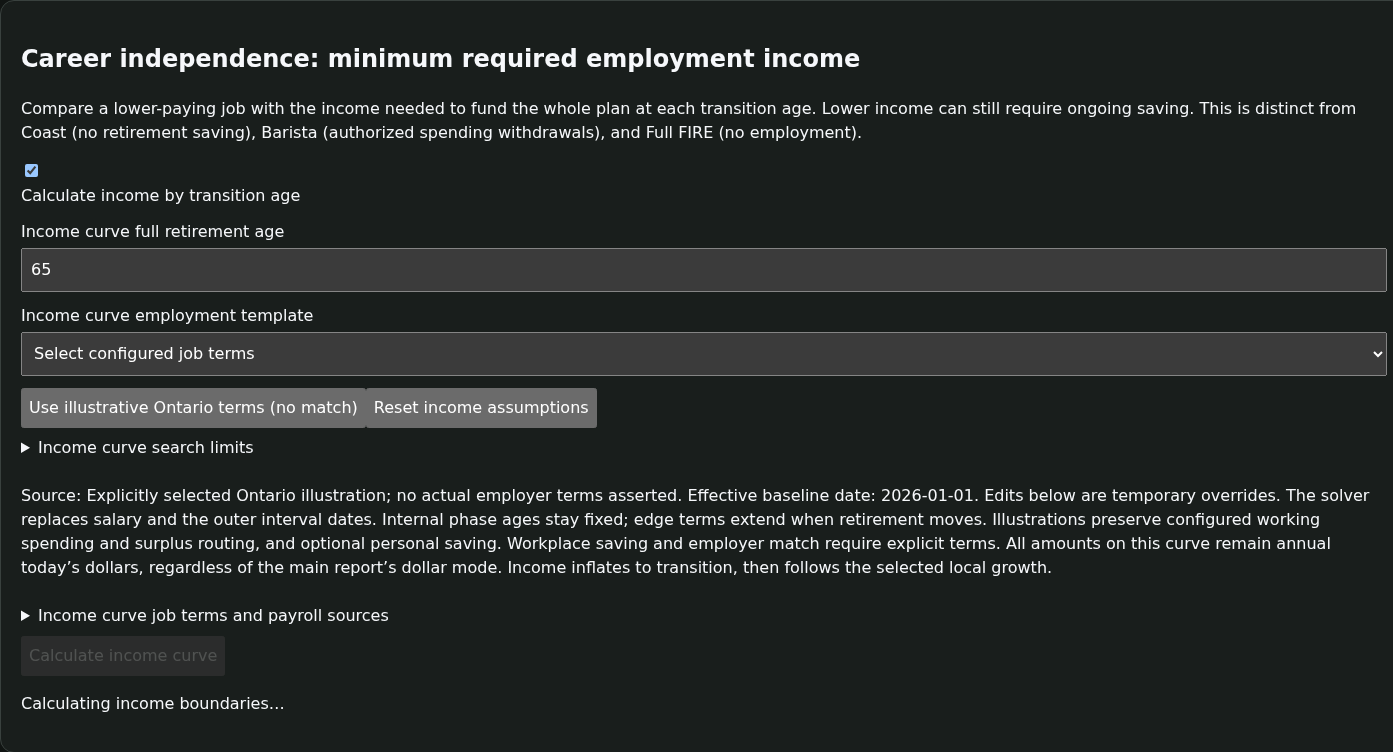 Career independence: minimum required employment income
Compare a lower-paying job with the income needed to fund the whole plan at each transition age. Lower income can still require ongoing saving. This is distinct from
Coast (no retirement saving), Barista (authorized spending withdrawals), and Full FIRE (no employment).
Calculate income by transition age
Income curve full retirement age
65
Income curve employment template
Select configured job terms
Use illustrative Ontario terms (no match) Reset income assumptions
Income curve search limits
Source: Explicitly selected Ontario illustration; no actual employer terms asserted. Effective baseline date: 2026-01-01. Edits below are temporary overrides. The solver
replaces salary and the outer interval dates. Internal phase ages stay fixed; edge terms extend when retirement moves. Illustrations preserve configured working
spending and surplus routing, and optional personal saving. Workplace saving and employer match require explicit terms. All amounts on this curve remain annual
today’s dollars, regardless of the main report’s dollar mode. Income inflates to transition, then follows the selected local growth.
Income curve job terms and payroll sources
Calculate income curve
Calculating income boundaries…